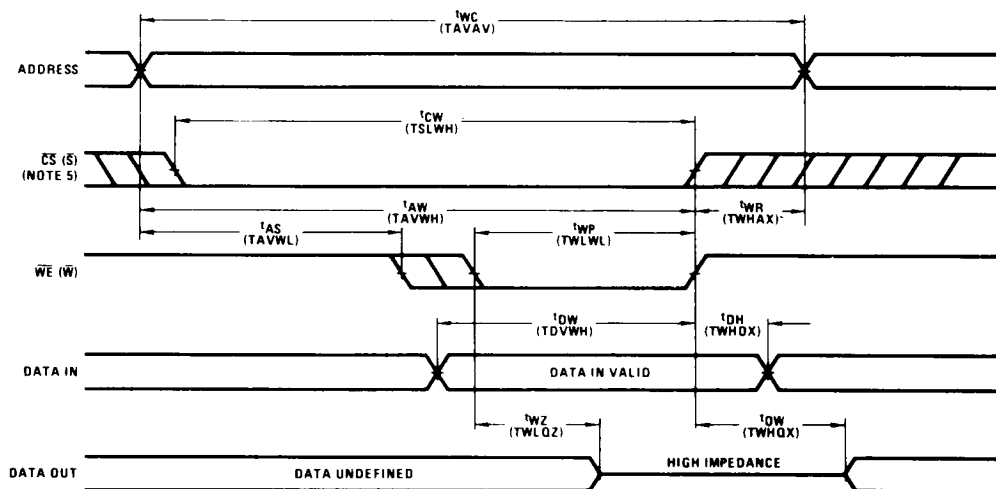 tWC
(TAVAV)
ADDRESS
tCW
(TSLWH)
CS (S)
(NOTE 5)
tAW
(TAVWH)
tWR
(TWHAX)
tAS
(TAVWL)
tWP
(TWLWL)
WE (W)
tDW
(TDVWH)
tDH
(TWHDX)
DATA IN
DATA IN VALID
tWZ
(TWLQZ)
tOW
(TWHQX)
DATA OUT
DATA UNDEFINED
HIGH IMPEDANCE